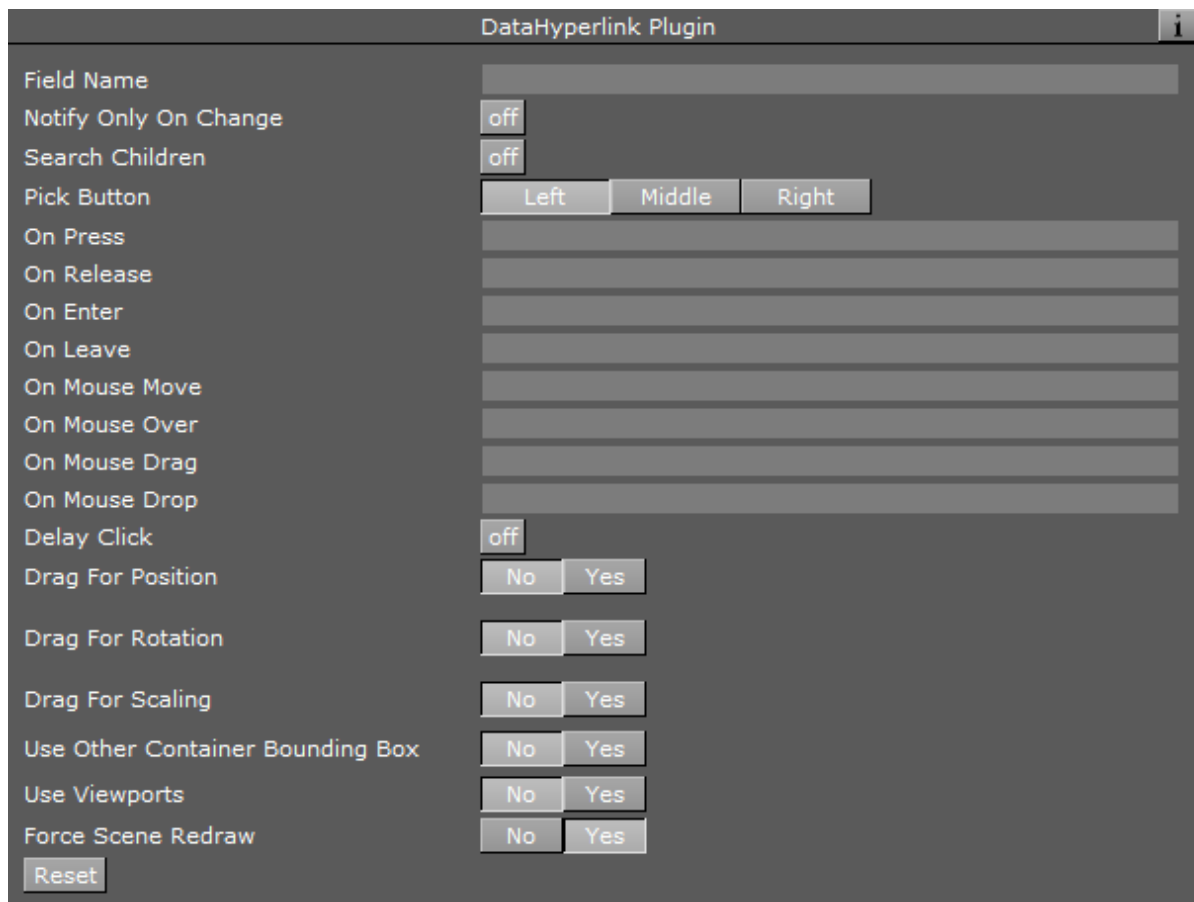 DataHyperlink Plugin i
Field Name
Notify Only On Change off
Search Children off
Pick Button Left Middle Right
On Press
On Release
On Enter
On Leave
On Mouse Move
On Mouse Over
On Mouse Drag
On Mouse Drop
Delay Click off
Drag For Position No Yes
Drag For Rotation No Yes
Drag For Scaling No Yes
Use Other Container Bounding Box No Yes
Use Viewports No Yes
Force Scene Redraw No Yes
Reset